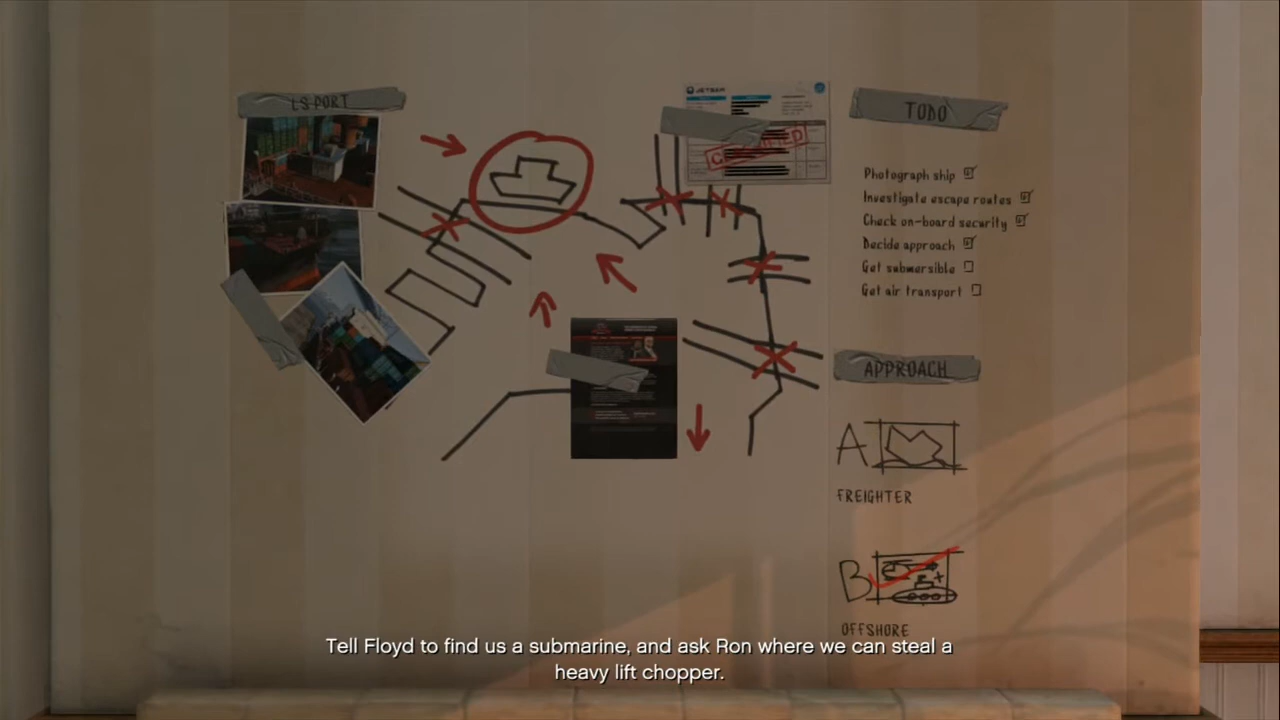 LS PORT
JETSAM
TODO
Photograph ship
Investigate escape routes
Check on-board security
Decide approach
Get submersible
Get air transport
APPROACH
A
FREIGHTER
B
OFFSHORE
Tell Floyd to find us a submarine, and ask Ron where we can steal a
heavy lift chopper.